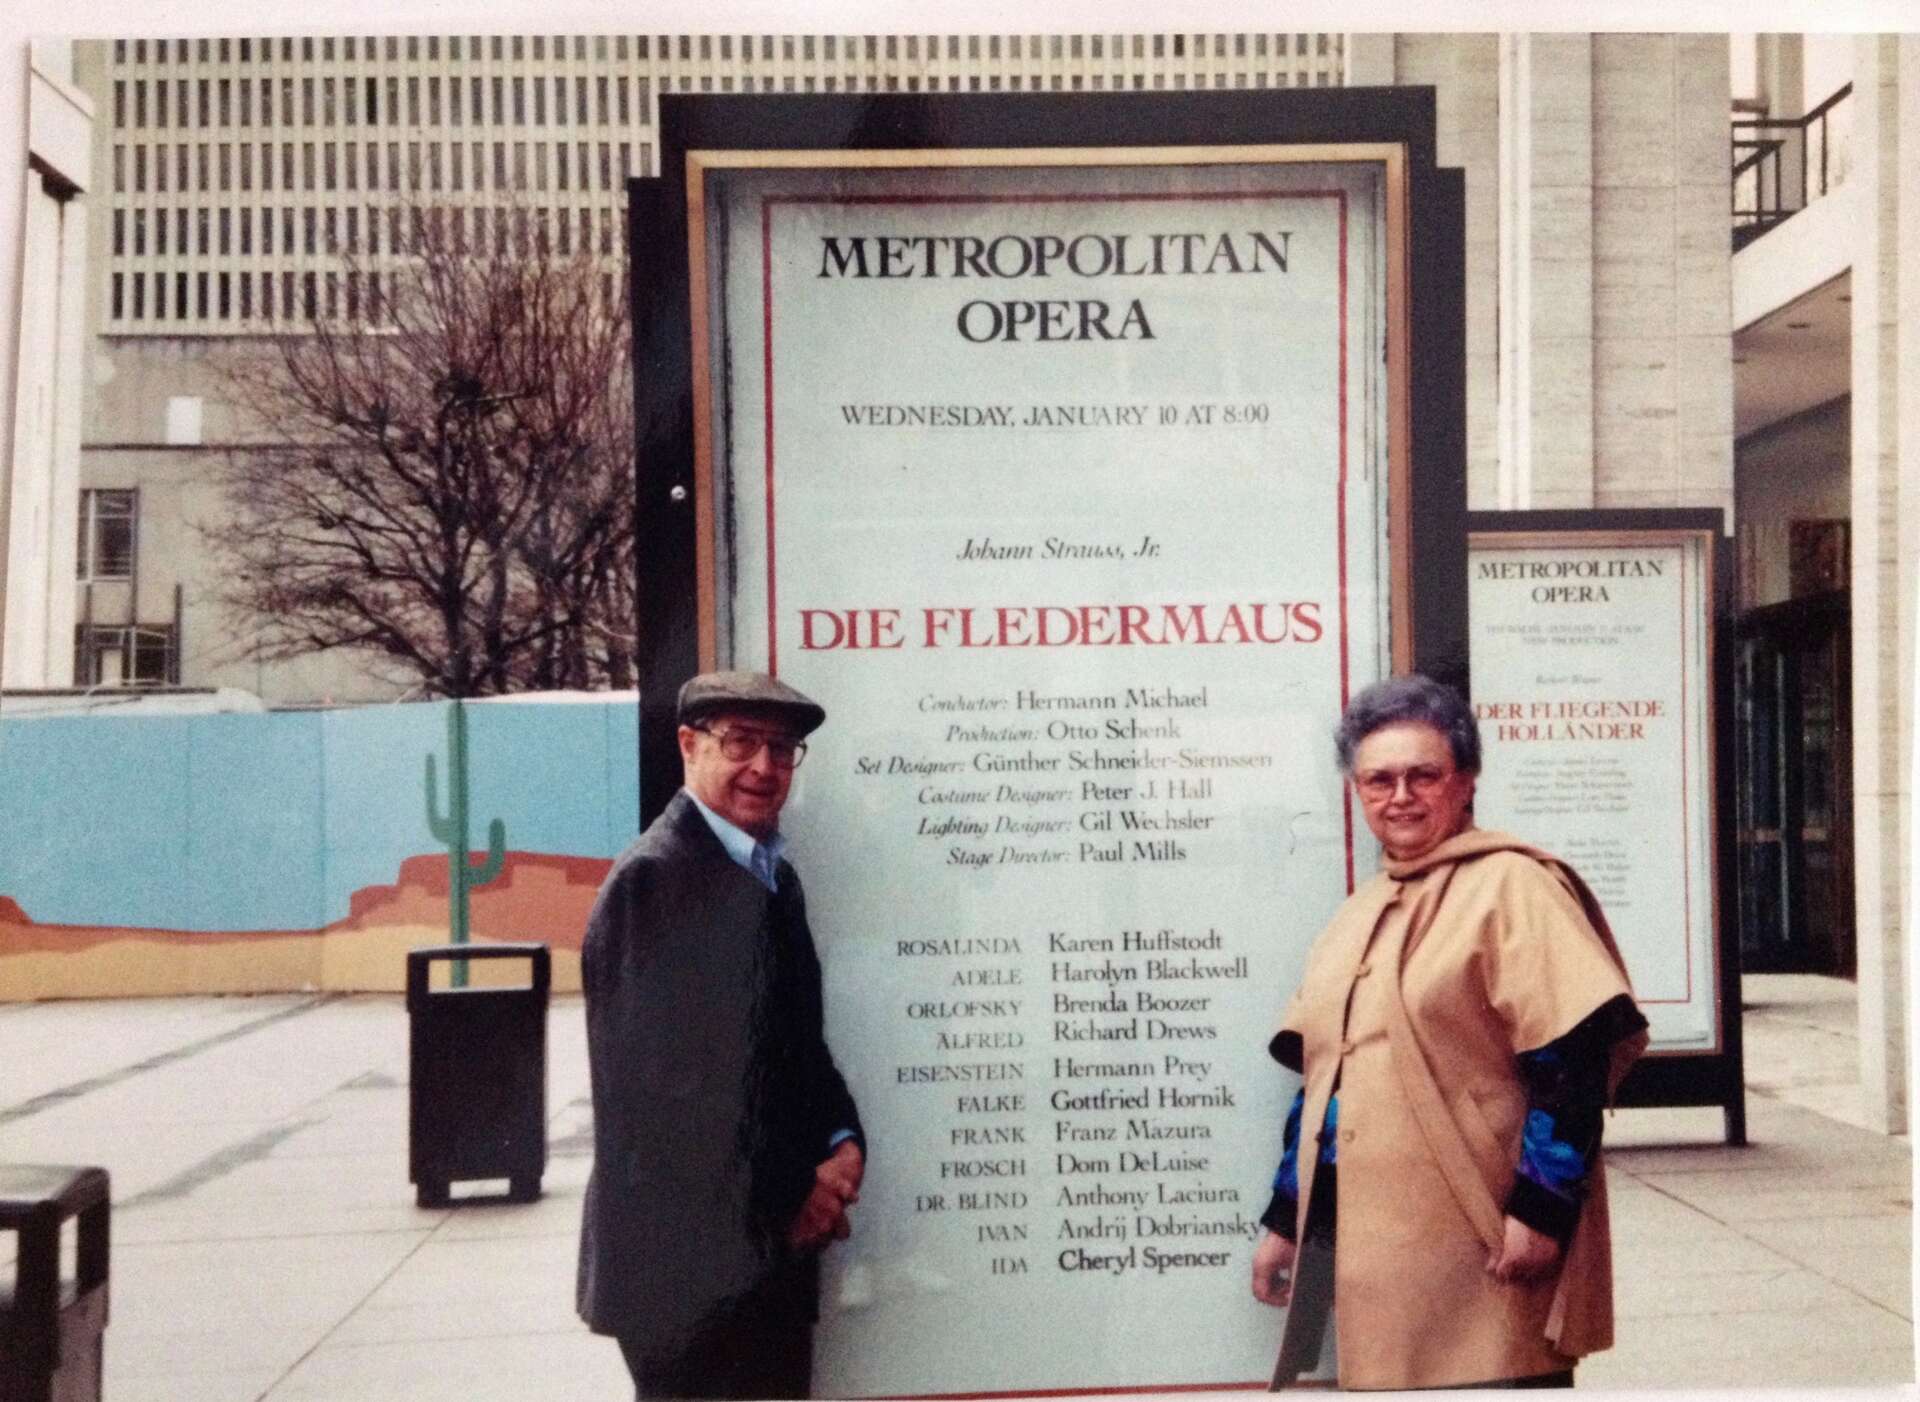 METROPOLITAN
OPERA
WEDNESDAY, JANUARY 10 AT 8:00
Johann Strauss, Jr.
DIE FLEDERMAUS
Conductor: Hermann Michael
Production: Otto Schenk
Set Designer: Günther Schneider-Siemssen
Costume Designer: Peter J. Hall
Lighting Designer: Gil Wechsler
Stage Director: Paul Mills
ROSALINDA Karen Huffstodt
ADELE Harolyn Blackwell
ORLOFSKY Brenda Boozer
ALFRED Richard Drews
EISENSTEIN Hermann Prey
FALKE Gottfried Hornik
FRANK Franz Mazura
FROSCH Dom DeLuise
DR. BLIND Anthony Laciura
IVAN Andrij Dobriansky
IDA Cheryl Spencer
METROPOLITAN
OPERA
NEW PRODUCTION
DER FLIEGENDE
HOLLÄNDER